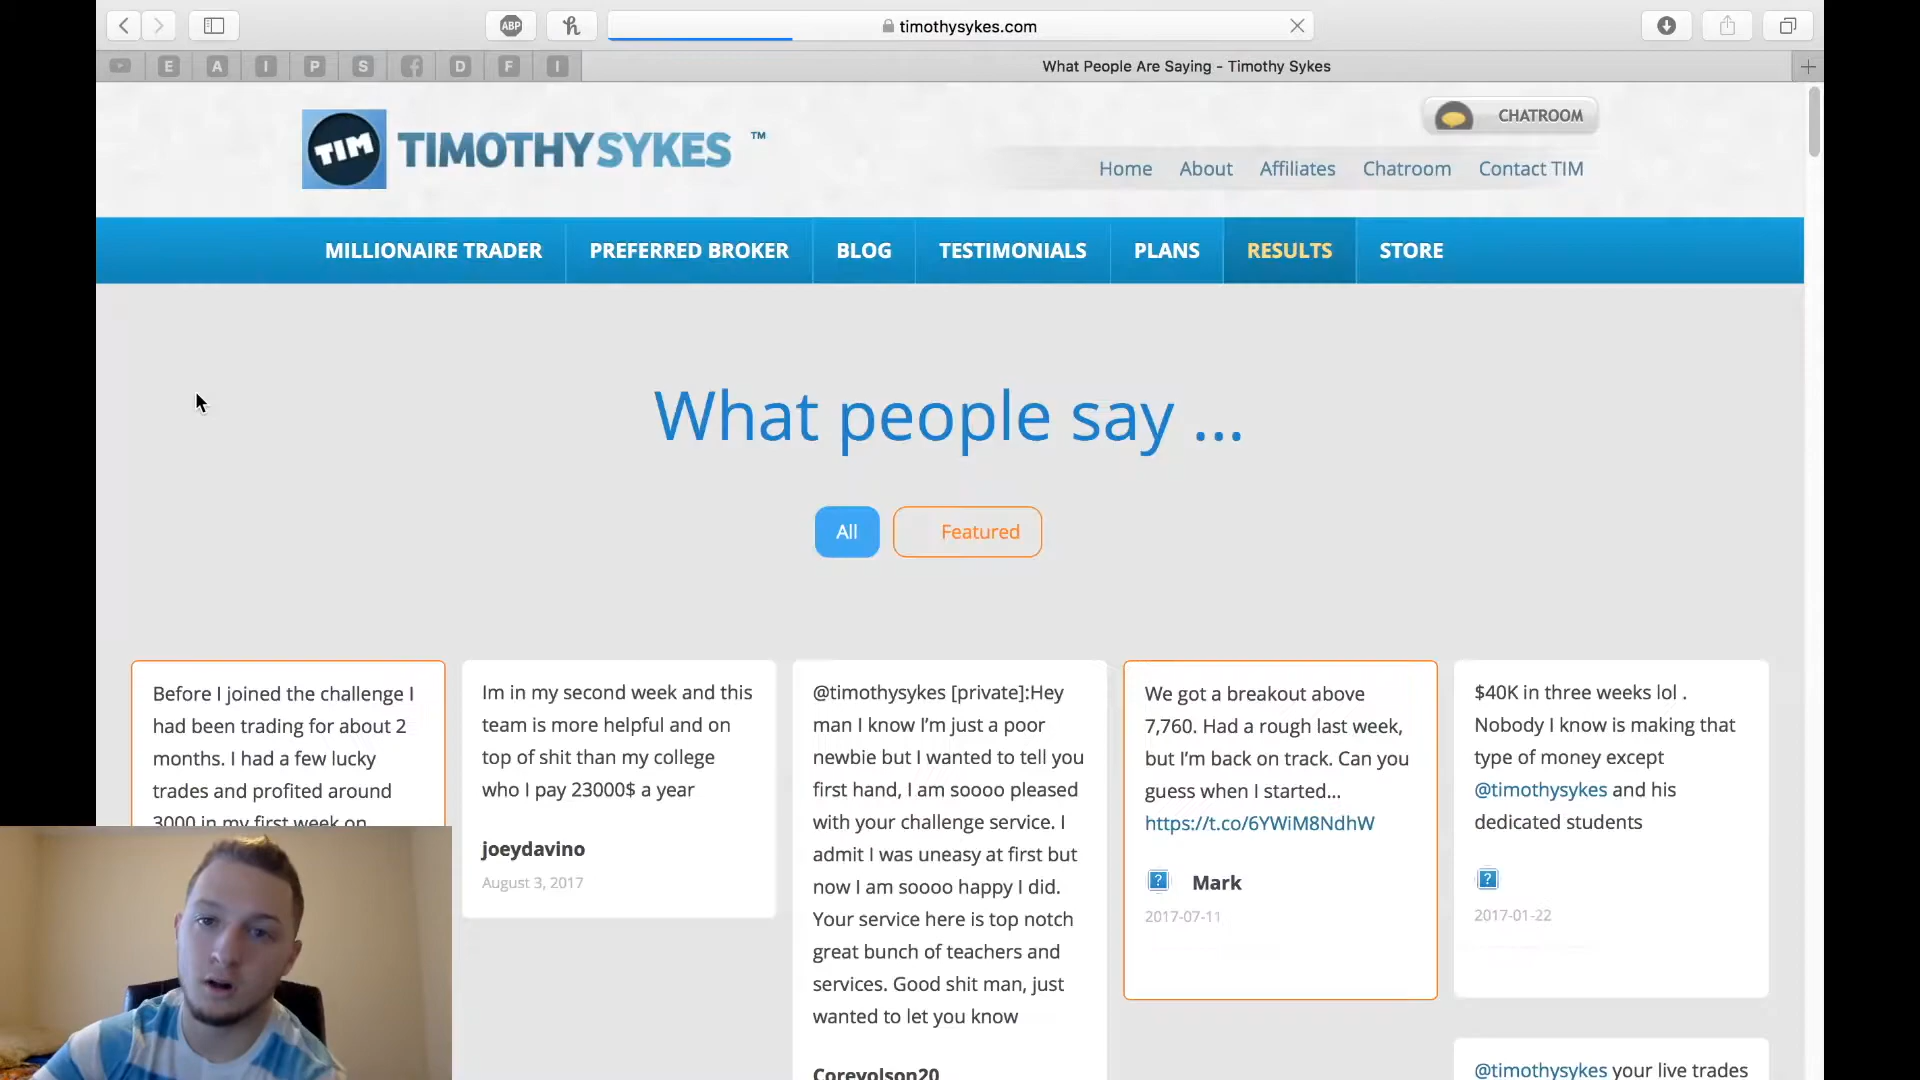 ABP
timothysykes.com
E A I P S D F I
What People Are Saying - Timothy Sykes
TIM
TIMOTHYSYKES ™
CHATROOM
Home About Affiliates Chatroom Contact TIM
MILLIONAIRE TRADER PREFERRED BROKER BLOG TESTIMONIALS PLANS RESULTS STORE
What people say ...
All Featured
Before I joined the challenge I
had been trading for about 2
months. I had a few lucky
trades and profited around
3000 in my first week on
Im in my second week and this
team is more helpful and on
top of shit than my college
who I pay 23000$ a year
joeydavino
August 3, 2017
@timothysykes [private]:Hey
man I know I'm just a poor
newbie but I wanted to tell you
first hand, I am soooo pleased
with your challenge service. I
admit I was uneasy at first but
now I am soooo happy I did.
Your service here is top notch
great bunch of teachers and
services. Good shit man, just
wanted to let you know
Coreyolson20
We got a breakout above
7,760. Had a rough last week,
but I'm back on track. Can you
guess when I started...
https://t.co/6YWiM8NdhW
Mark
2017-07-11
$40K in three weeks lol .
Nobody I know is making that
type of money except
@timothysykes and his
dedicated students
2017-01-22
@timothysykes your live trades